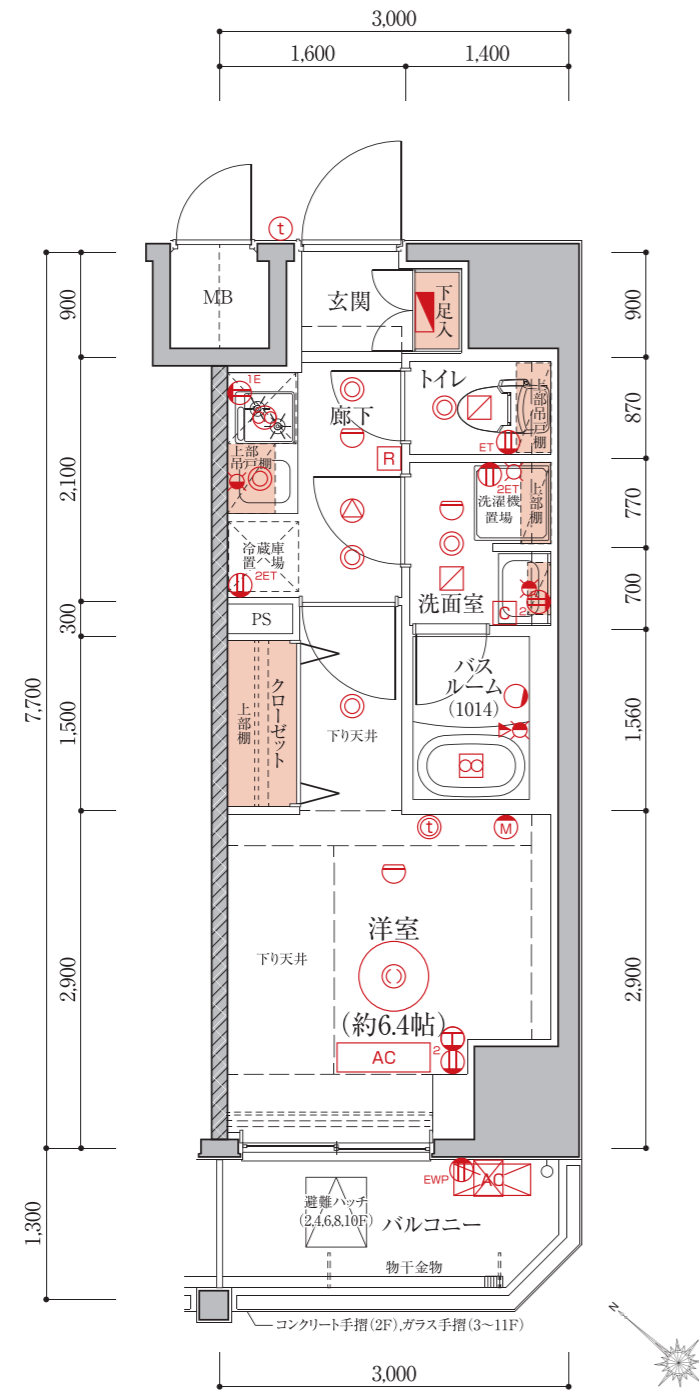 3,000
1,600
1,400
t
MB
玄関
下足入
900
900
1E
トイレ
上部吊戸棚
廊下
870
ET
上部吊戸棚
R
2,100
2ET
洗濯機置場
上部棚
770
冷蔵庫置場
2ET
洗面室
C
2
700
300
PS
バスルーム
(1014)
クローゼット
上部棚
下り天井
7,700
1,500
1,560
t
M
洋室
下り天井
(約6.4帖)
2,900
2,900
AC
2
EWP
AC
避難ハッチ
(2,4,6,8,10F)
バルコニー
1,300
物干金物
コンクリート手摺(2F),ガラス手摺(3~11F)
N
3,000